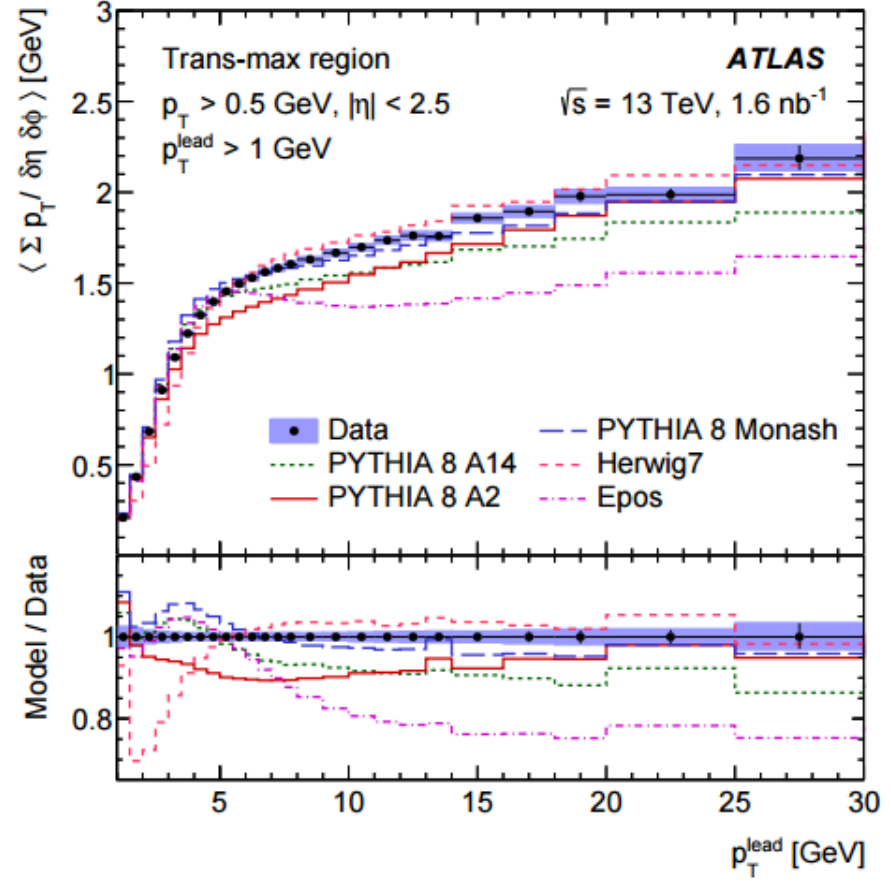 ⟨ Σ p_T / δη δϕ ⟩ [GeV]
3
2.5
2
1.5
1
0.5
Trans-max region
ATLAS
p_T > 0.5 GeV, |η| < 2.5
√s = 13 TeV, 1.6 nb⁻¹
p_T^lead > 1 GeV
Data
PYTHIA 8 A14
PYTHIA 8 A2
PYTHIA 8 Monash
Herwig7
Epos
Model / Data
1
0.8
5 10 15 20 25 30
p_T^lead [GeV]